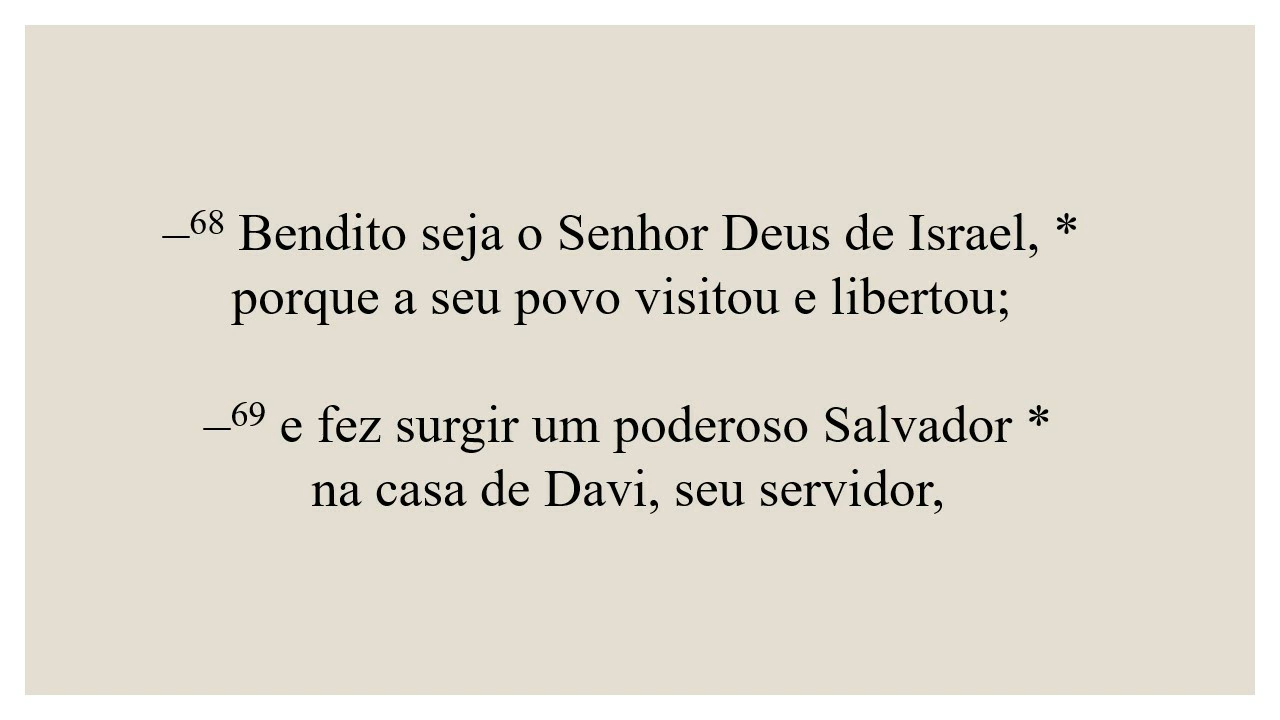 –⁶⁸ Bendito seja o Senhor Deus de Israel, *
porque a seu povo visitou e libertou;
–⁶⁹ e fez surgir um poderoso Salvador *
na casa de Davi, seu servidor,